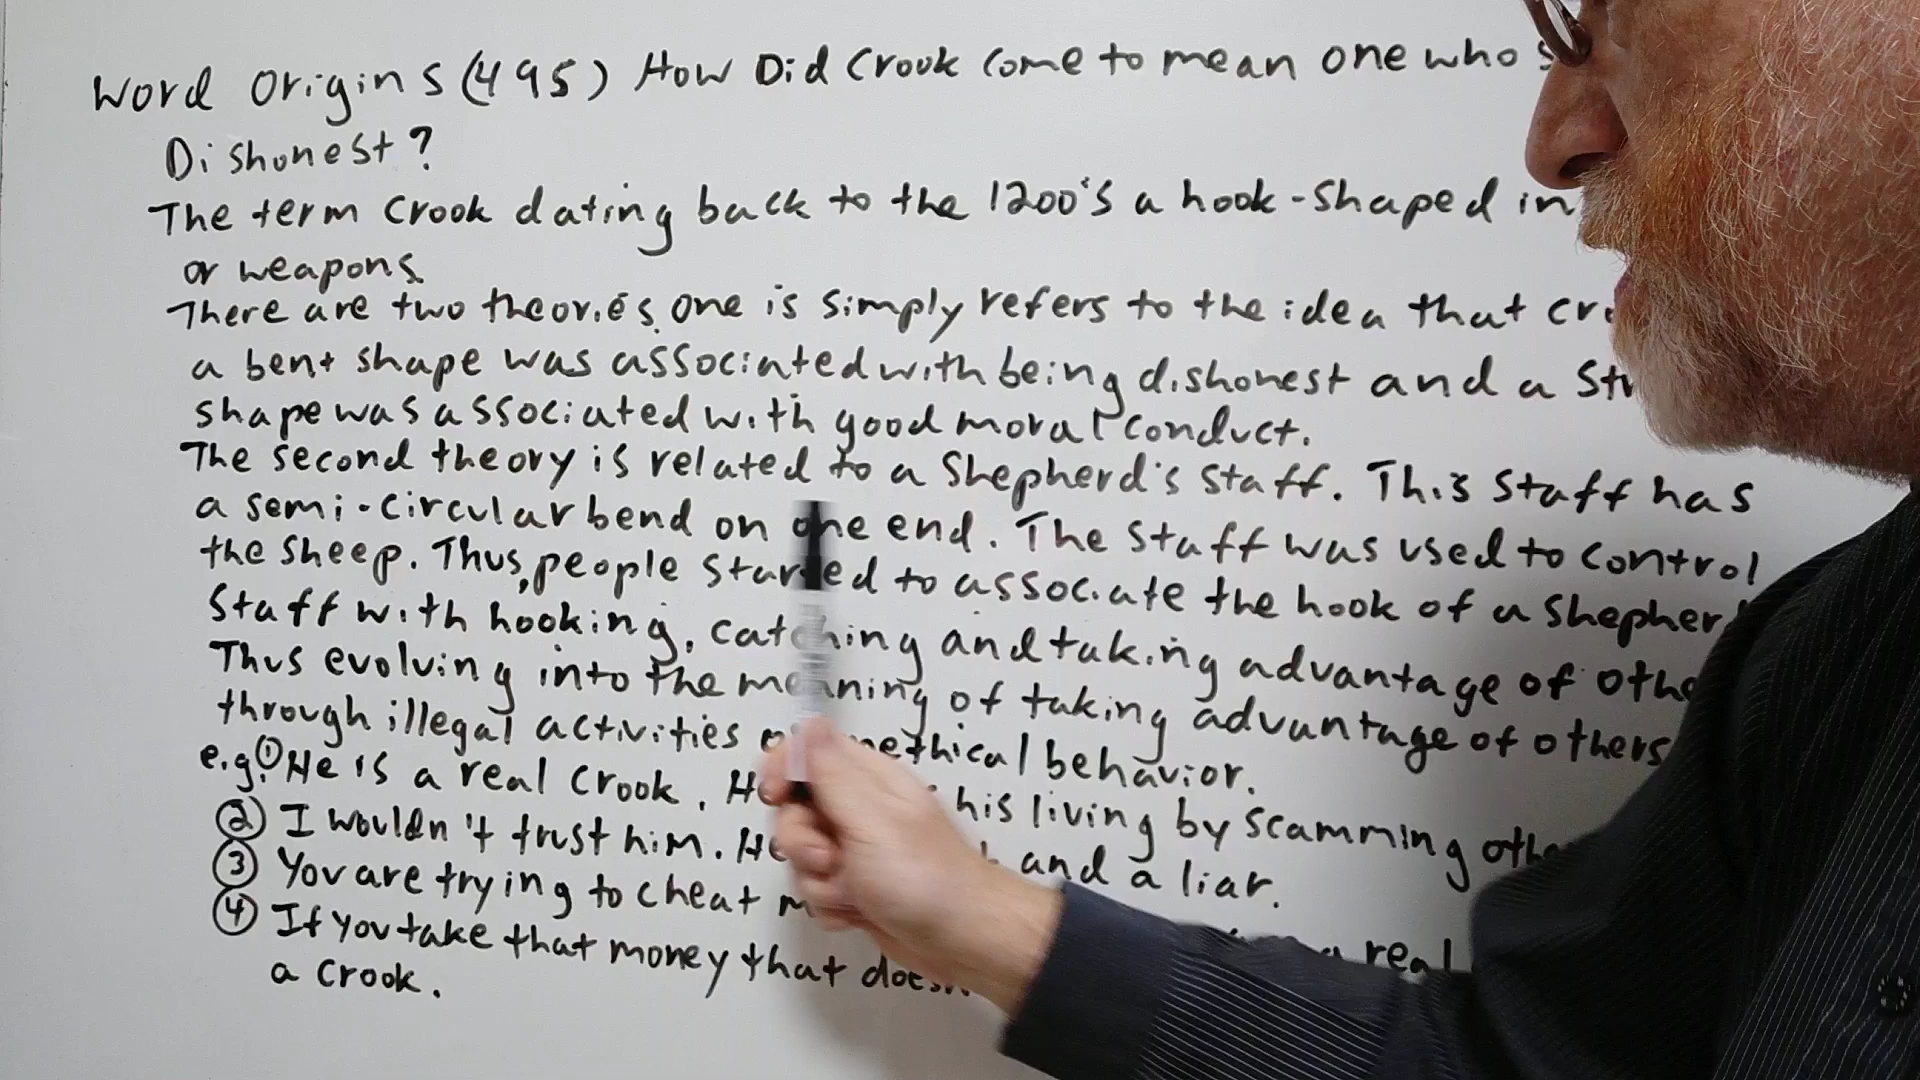 Word Origins (495) How Did Crook Come to mean one who
Dishonest?
The term Crook dating back to the 1200's a hook-shaped
or weapons.
There are two theories. One is simply refers to the idea that
a bent shape was associated with being dishonest and a
shape was associated with good moral conduct.
The second theory is related to a Shepherd's staff. This staff has
a semi-circular bend on one end. The staff was used to control
the sheep. Thus, people started to associate the hook of a
staff with hooking, catching and taking advantage of
Thus evolving into the meaning of taking advantage of others
through illegal activities behavior.
e.g. ① He is a real Crook. his living by scamming
② I wouldn't trust him. and a liar.
③ You are trying to cheat a real
④ If you take that money that
a crook.